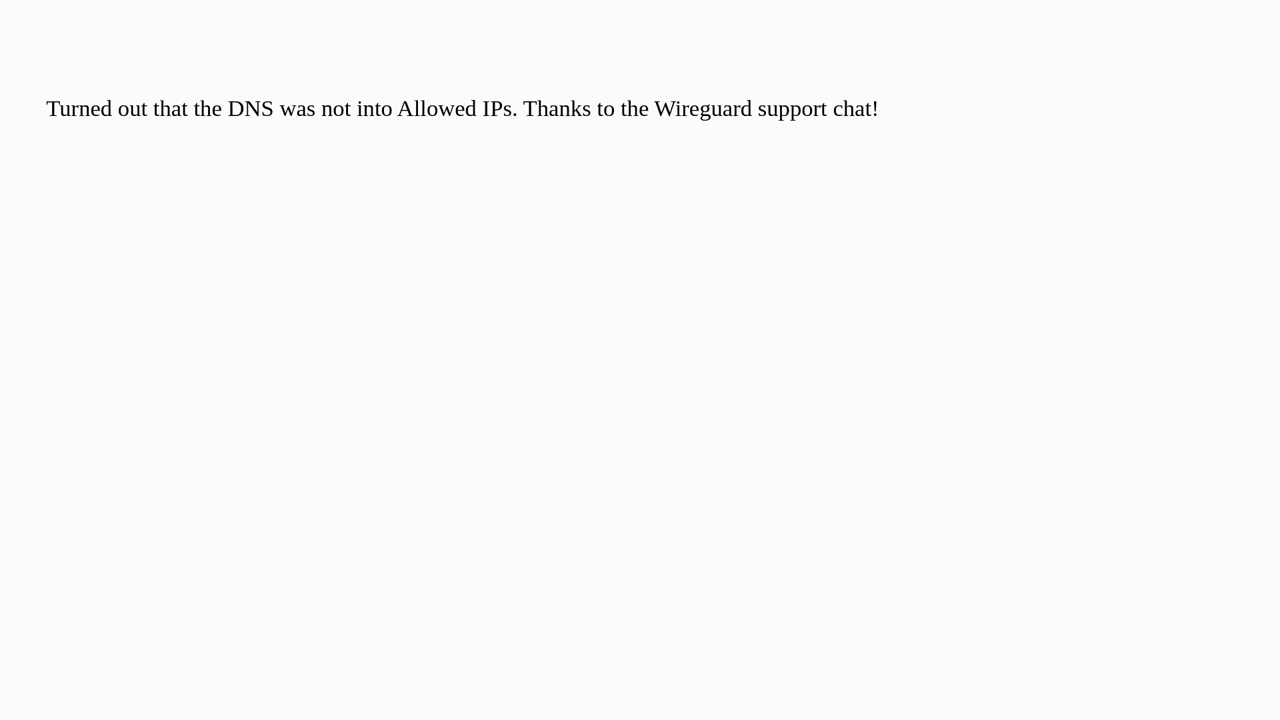 Turned out that the DNS was not into Allowed IPs. Thanks to the Wireguard support chat!